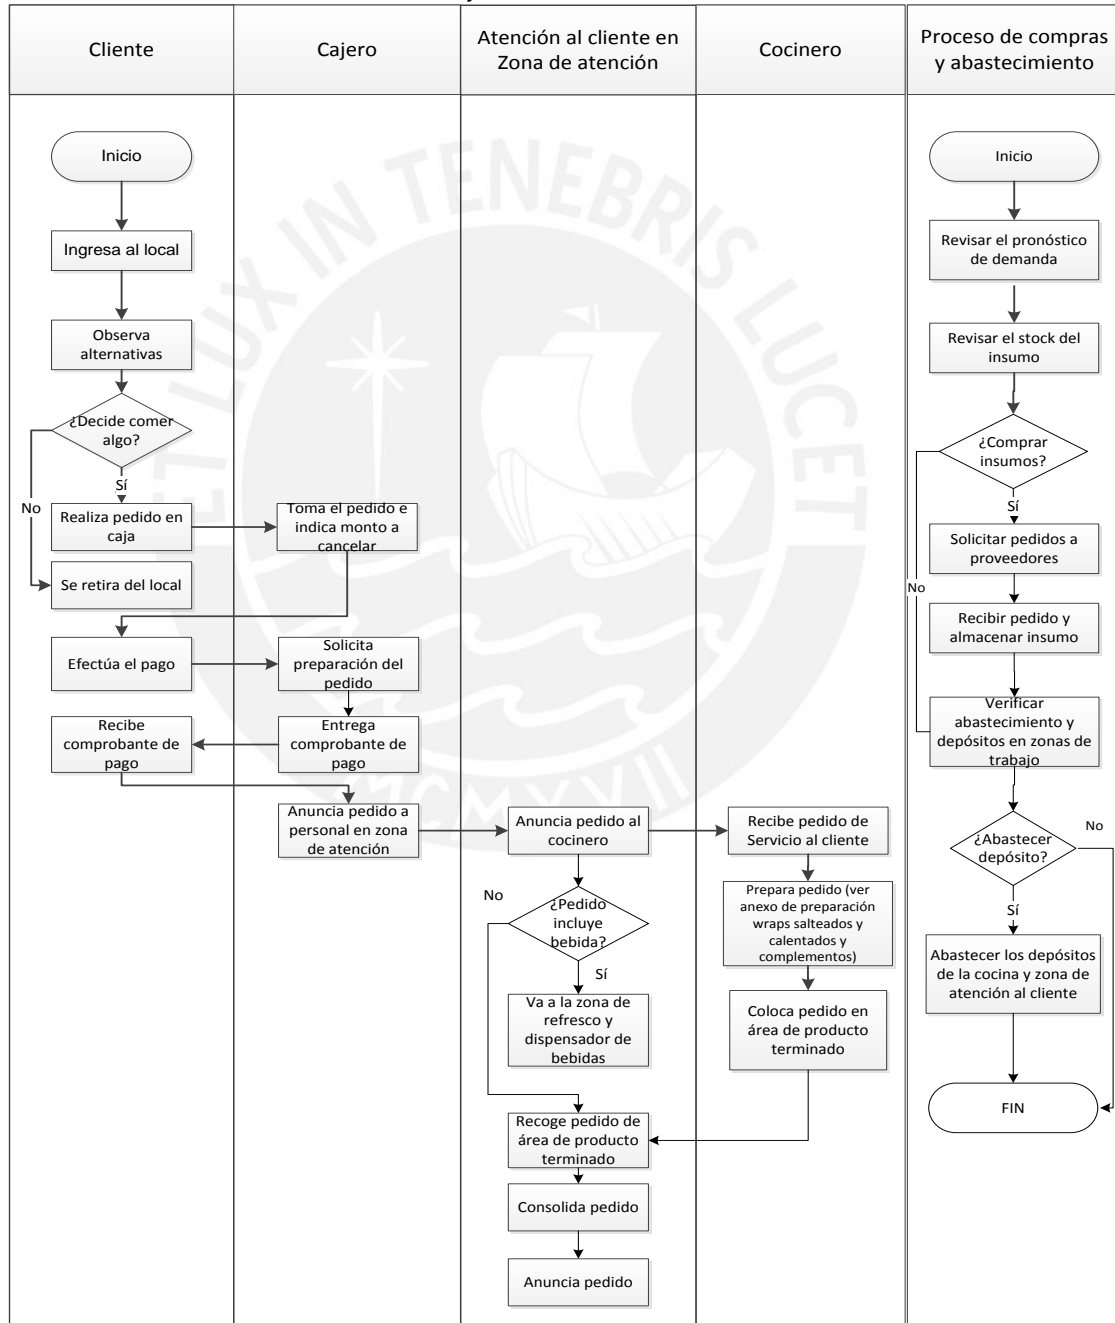 Cliente
Cajero
Atención al cliente en
Zona de atención
Cocinero
Proceso de compras
y abastecimiento
ET LUX IN TENEBRIS LUCET
MCMXVII
Inicio
Ingresa al local
Observa
alternativas
¿Decide comer
algo?
Sí
No
Realiza pedido en
caja
Toma el pedido e
indica monto a
cancelar
Se retira del local
Efectúa el pago
Solicita
preparación del
pedido
Recibe
comprobante de
pago
Entrega
comprobante de
pago
Anuncia pedido a
personal en zona
de atención
Anuncia pedido al
cocinero
Recibe pedido de
Servicio al cliente
No
¿Pedido
incluye
bebida?
Sí
Prepara pedido (ver
anexo de preparación
wraps salteados y
calentados y
complementos)
Va a la zona de
refresco y
dispensador de
bebidas
Coloca pedido en
área de producto
terminado
Recoge pedido de
área de producto
terminado
Consolida pedido
Anuncia pedido
Inicio
Revisar el pronóstico
de demanda
Revisar el stock del
insumo
¿Comprar
insumos?
Sí
No
Solicitar pedidos a
proveedores
Recibir pedido y
almacenar insumo
Verificar
abastecimiento y
depósitos en zonas de
trabajo
¿Abastecer
depósito?
No
Sí
Abastecer los depósitos
de la cocina y zona de
atención al cliente
FIN